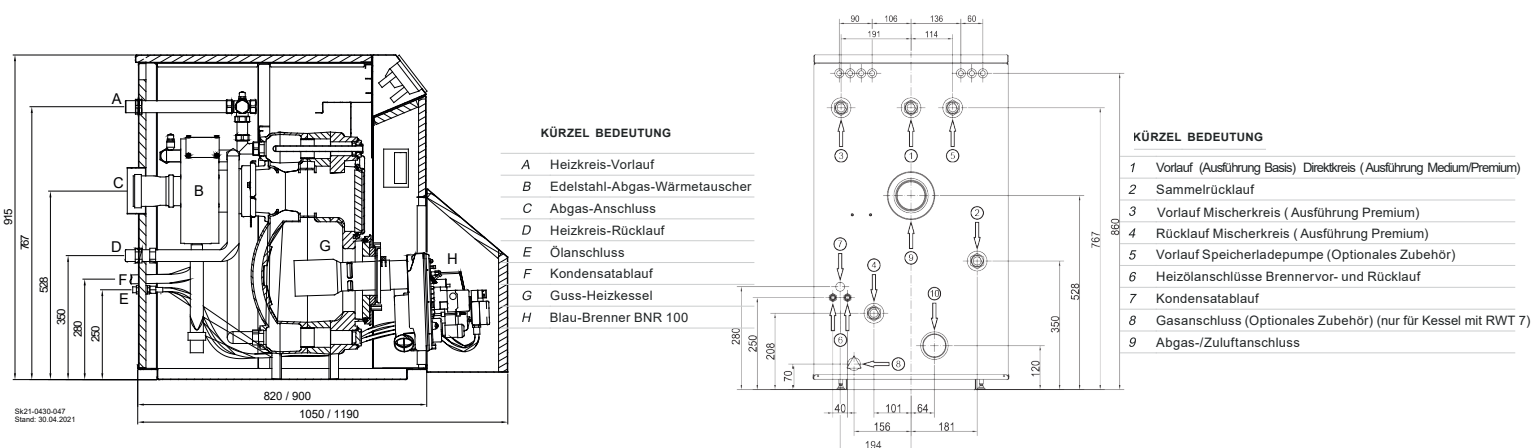 915
767
528
350
280
250
A
B
C
D
F
E
G
H
820 / 900
1050 / 1190
Sk21-0430-047
Stand: 30.04.2021
KÜRZEL BEDEUTUNG
A Heizkreis-Vorlauf
B Edelstahl-Abgas-Wärmetauscher
C Abgas-Anschluss
D Heizkreis-Rücklauf
E Ölanschluss
F Kondensatablauf
G Guss-Heizkessel
H Blau-Brenner BNR 100
90 106 136 60
191 114
3 1 5
2
7
9
4
10
6
8
280
250
208
70
860
767
528
350
120
40 101 64
156 181
194
KÜRZEL BEDEUTUNG
1 Vorlauf (Ausführung Basis) Direktkreis (Ausführung Medium/Premium)
2 Sammelrücklauf
3 Vorlauf Mischerkreis (Ausführung Premium)
4 Rücklauf Mischerkreis (Ausführung Premium)
5 Vorlauf Speicherladepumpe (Optionales Zubehör)
6 Heizölanschlüsse Brennervor- und Rücklauf
7 Kondensatablauf
8 Gasanschluss (Optionales Zubehör) (nur für Kessel mit RWT 7)
9 Abgas-/Zuluftanschluss